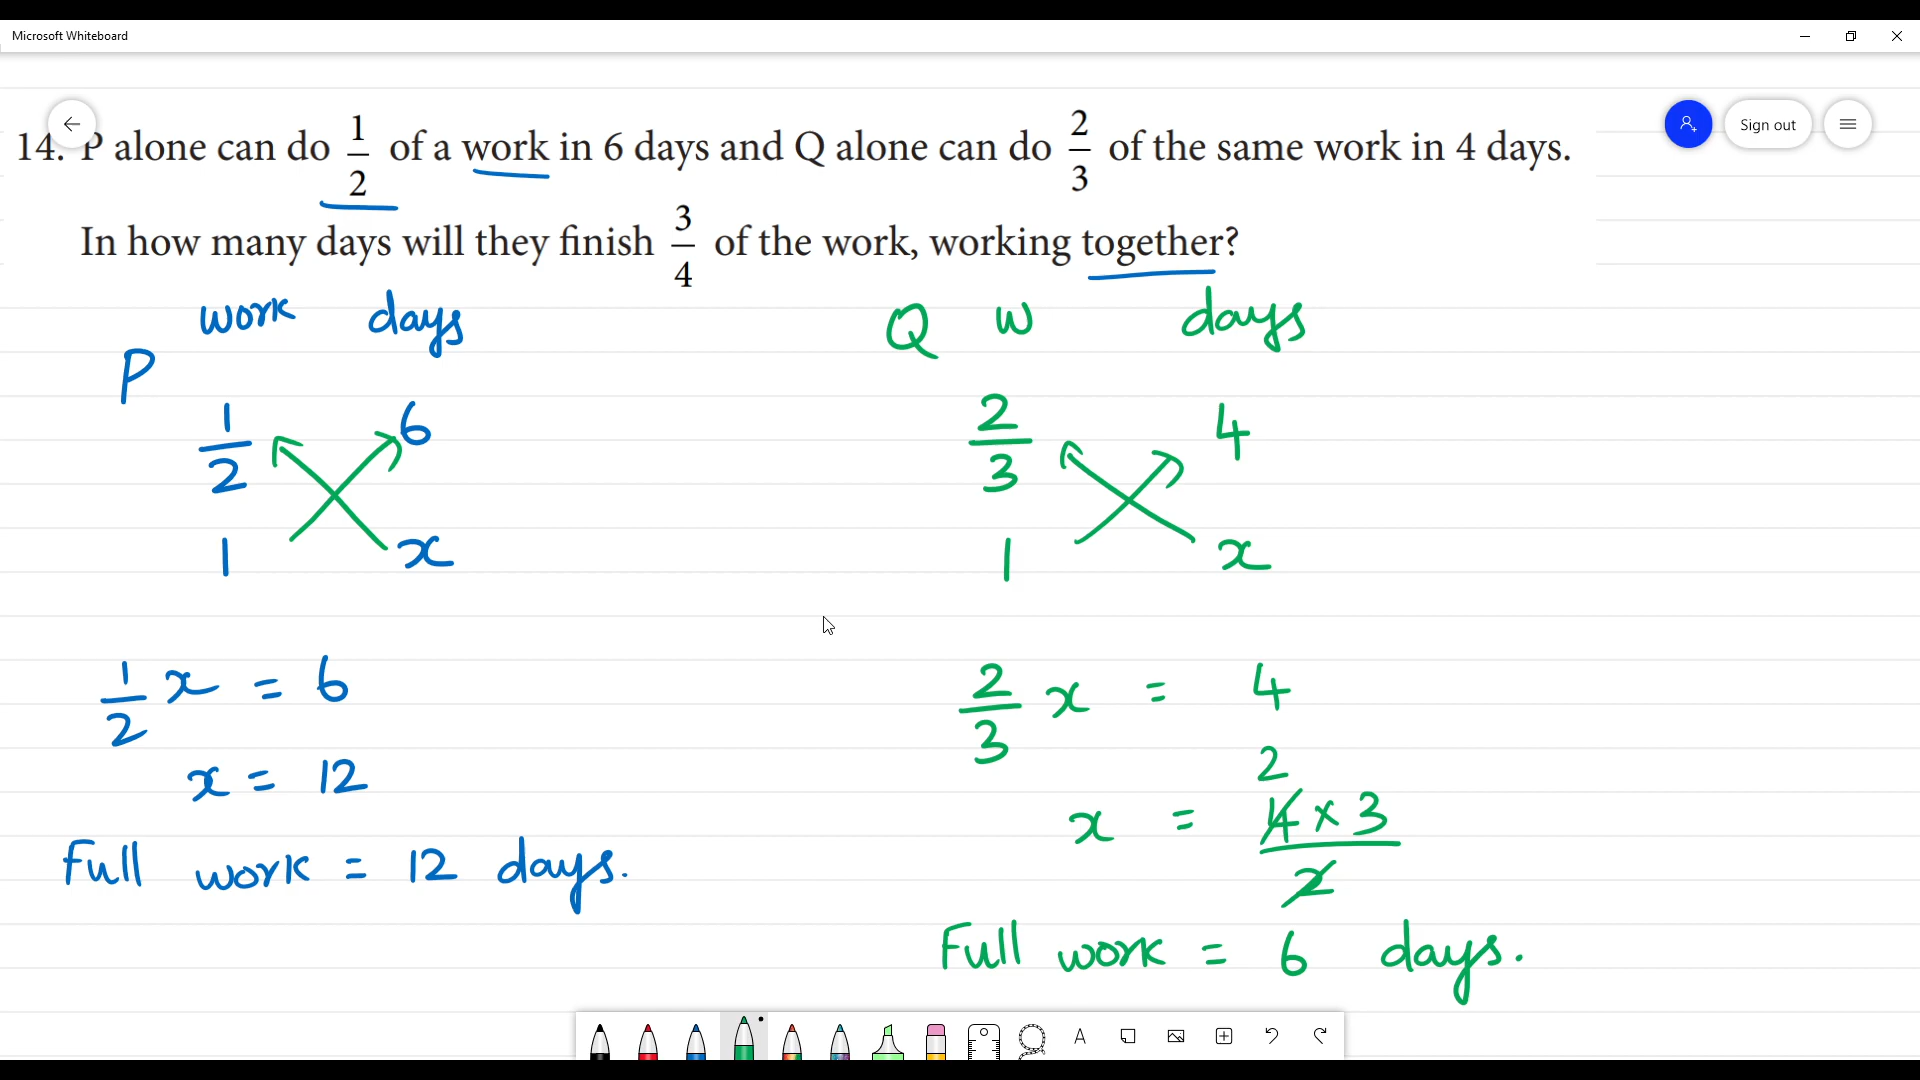 Microsoft Whiteboard
Sign out
14. P alone can do 1/2 of a work in 6 days and Q alone can do 2/3 of the same work in 4 days.
In how many days will they finish 3/4 of the work, working together?
work days
P
1/2 6
1 x
1/2 x = 6
x = 12
Full work = 12 days.
Q w days
2/3 4
1 x
2/3 x = 4
2
x = 4 × 3 / 2
Full work = 6 days.
A